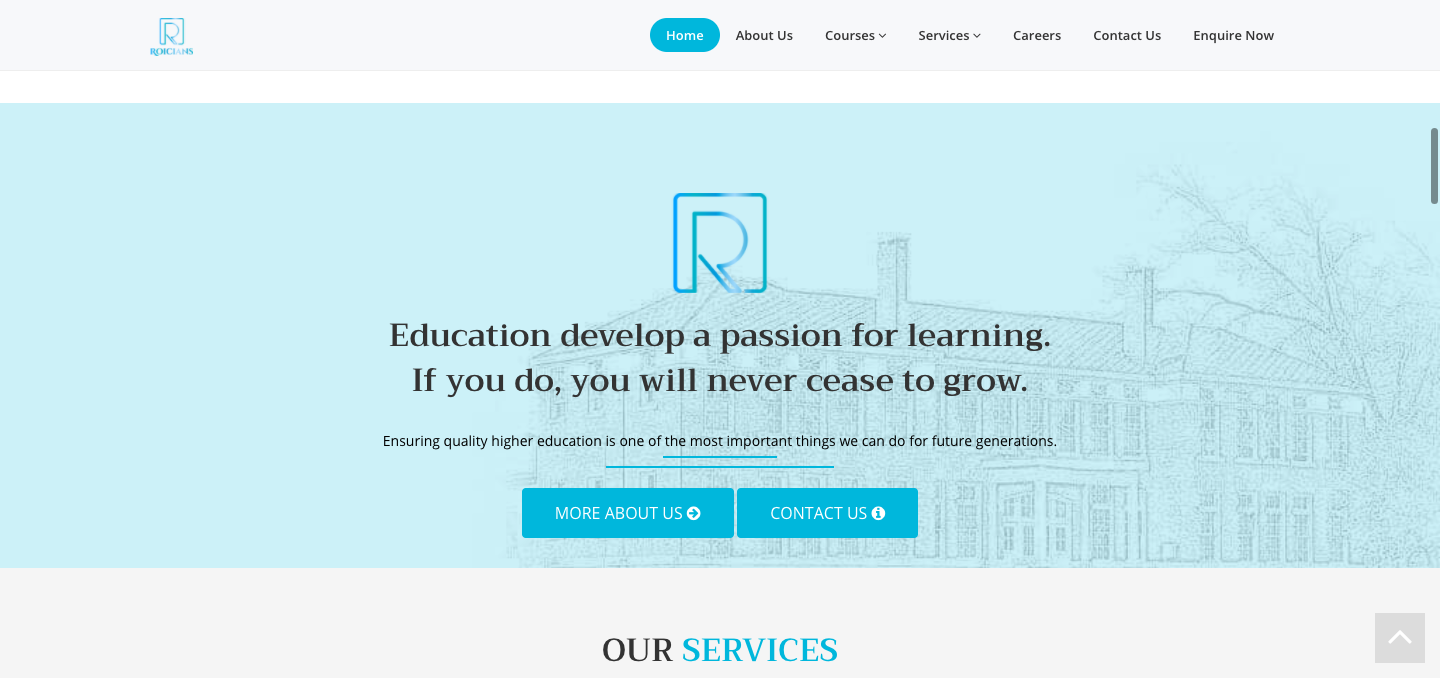 ROICIANS
Home
About Us
Courses
Services
Careers
Contact Us
Enquire Now
R
Education develop a passion for learning.
If you do, you will never cease to grow.
Ensuring quality higher education is one of the most important things we can do for future generations.
MORE ABOUT US
CONTACT US
OUR SERVICES